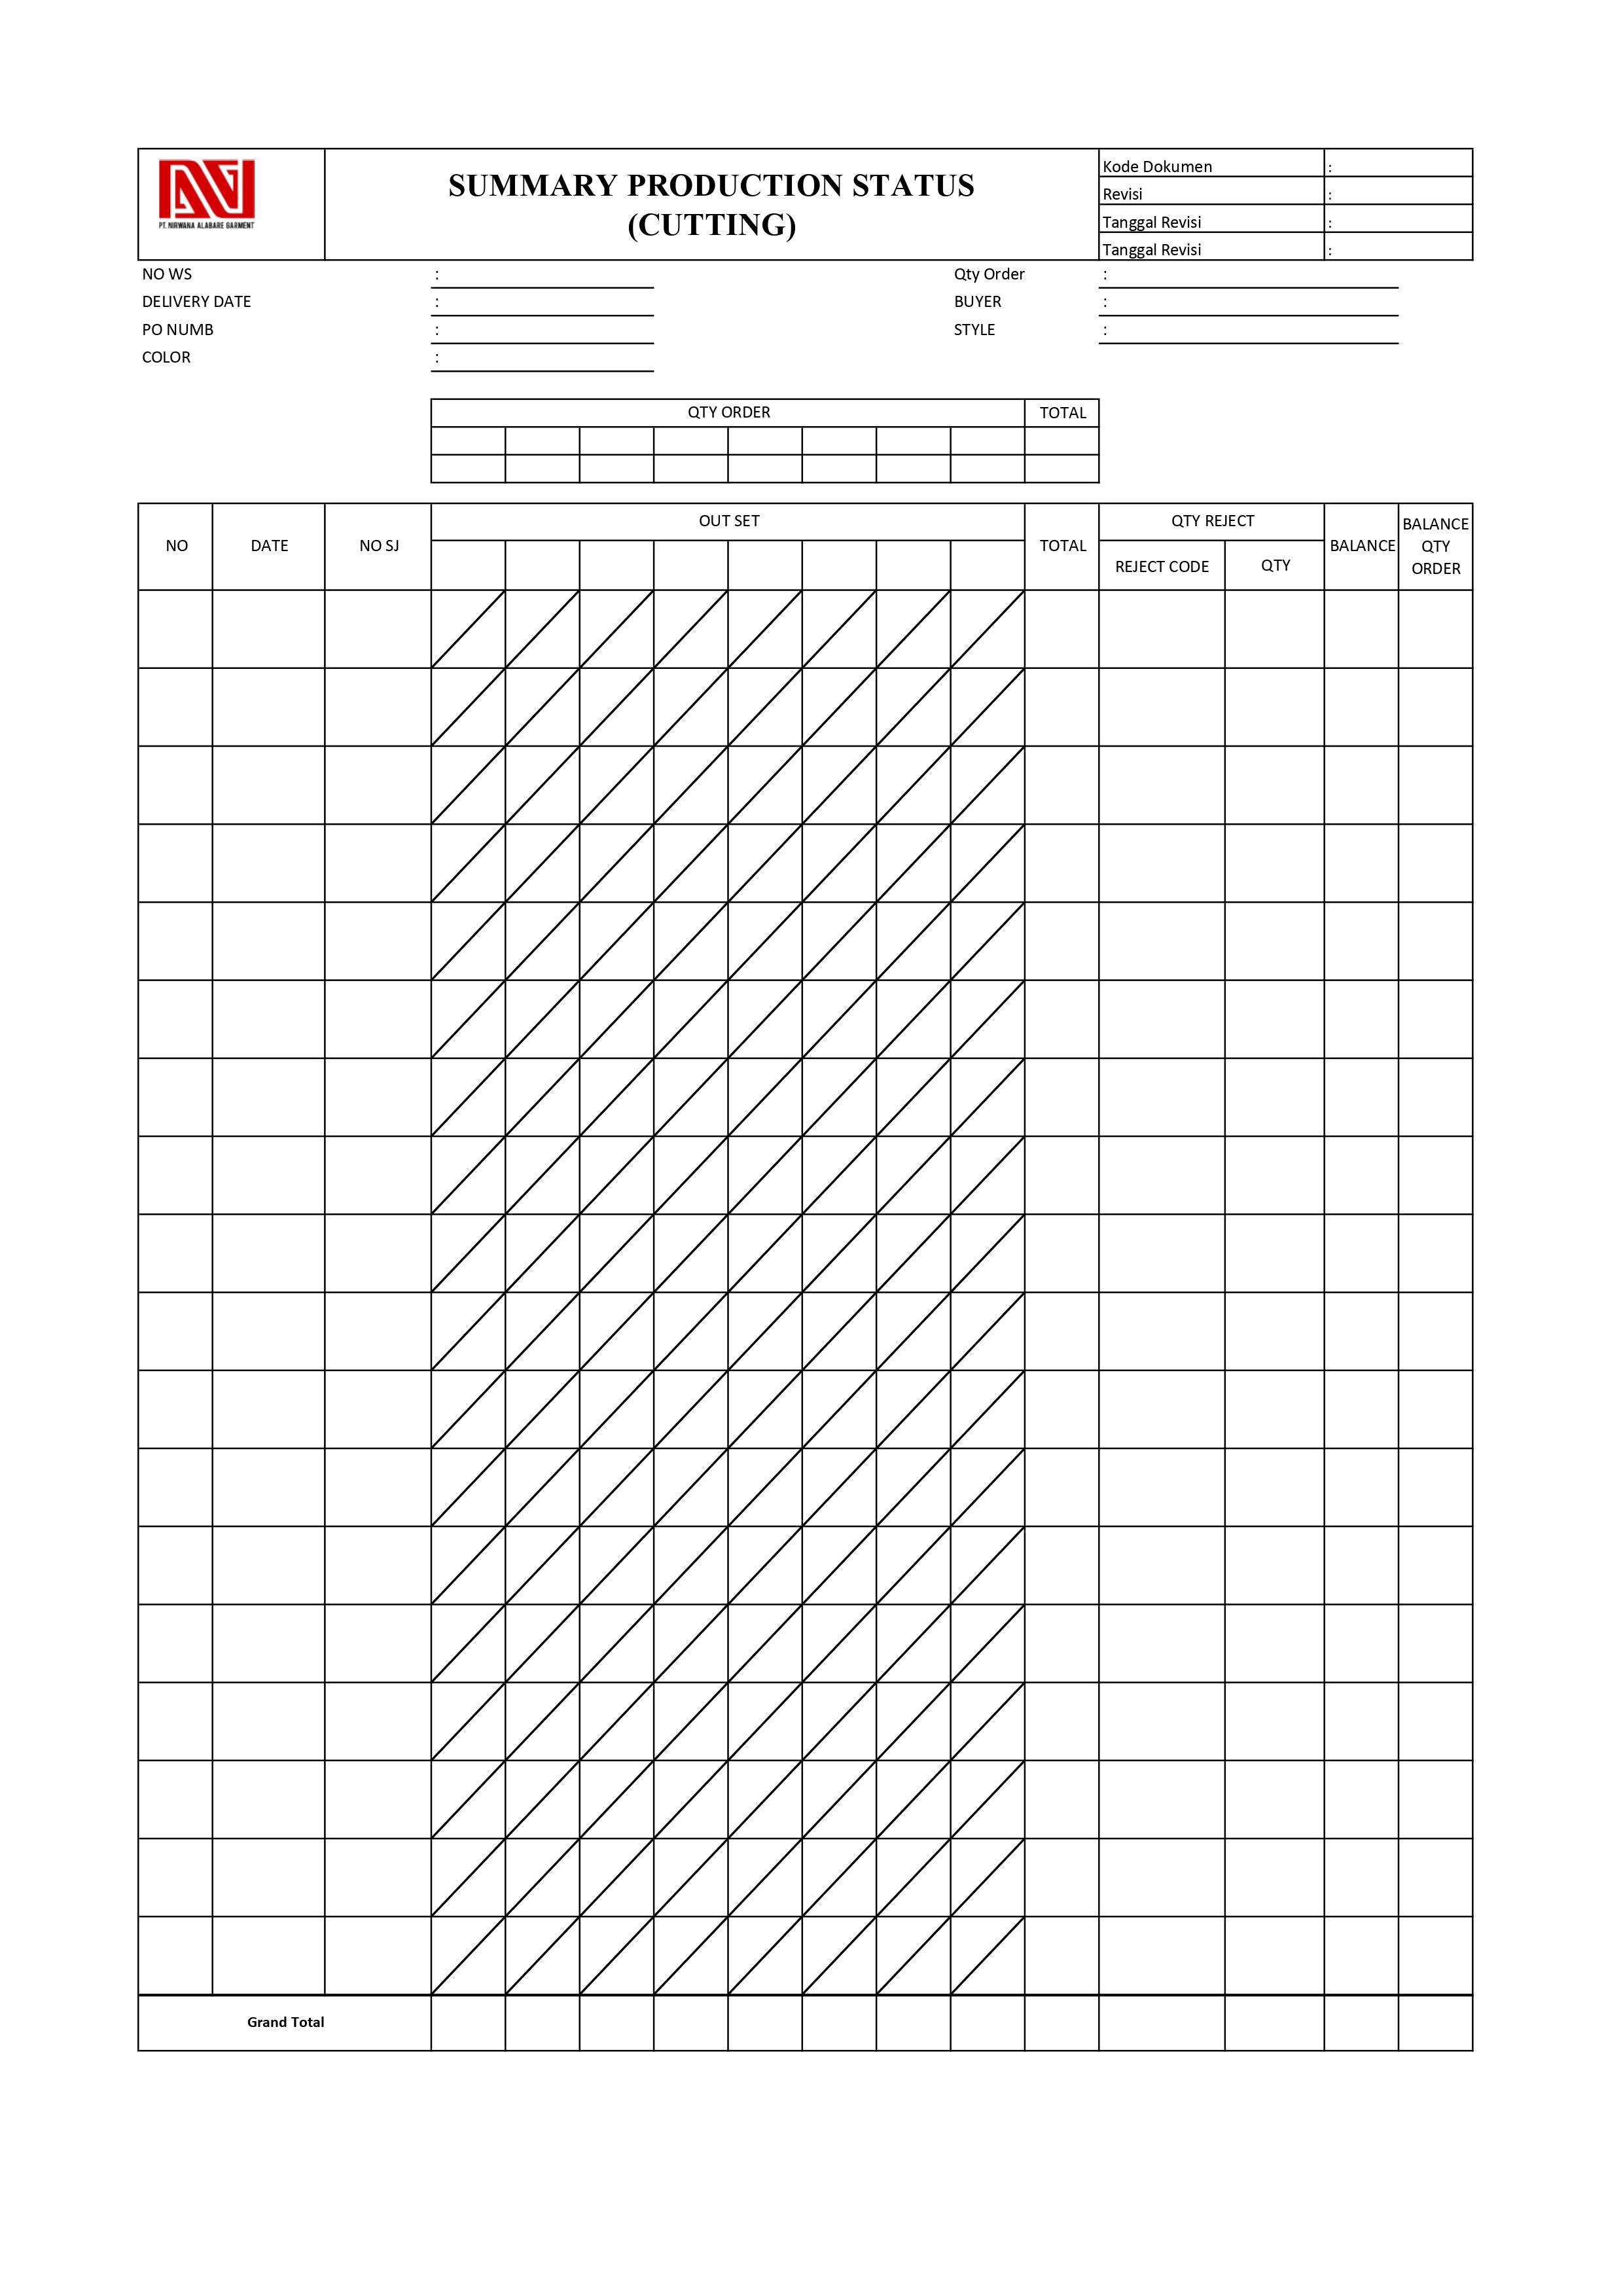 PT. NIRWANA ALABARE GARMENT
SUMMARY PRODUCTION STATUS
(CUTTING)
Kode Dokumen :
Revisi :
Tanggal Revisi :
Tanggal Revisi :
NO WS : Qty Order :
DELIVERY DATE : BUYER :
PO NUMB : STYLE :
COLOR :
QTY ORDER TOTAL
NO DATE NO SJ OUT SET TOTAL QTY REJECT BALANCE BALANCE QTY ORDER
REJECT CODE QTY
Grand Total